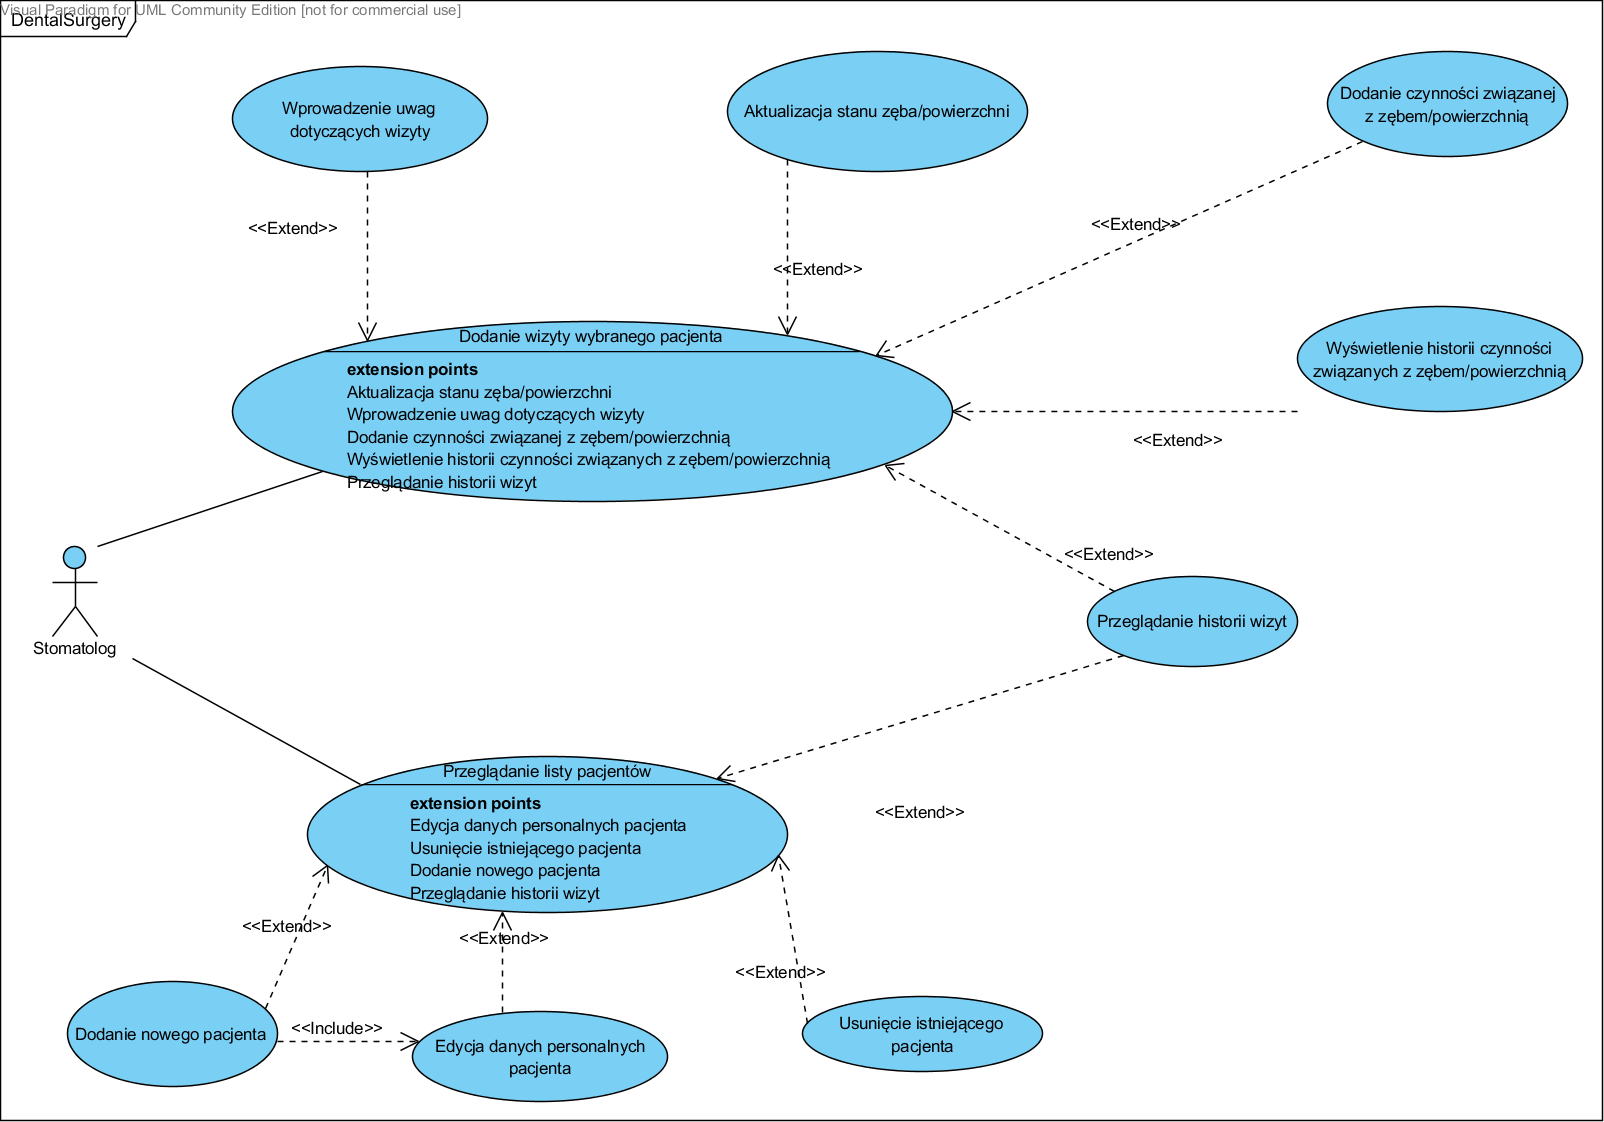 Visual Paradigm for UML Community Edition [not for commercial use]
DentalSurgery
Wprowadzenie uwag
dotyczących wizyty
Aktualizacja stanu zęba/powierzchni
Dodanie czynności związanej
z zębem/powierzchnią
<<Extend>>
<<Extend>>
<<Extend>>
Dodanie wizyty wybranego pacjenta
extension points
Aktualizacja stanu zęba/powierzchni
Wprowadzenie uwag dotyczących wizyty
Dodanie czynności związanej z zębem/powierzchnią
Wyświetlenie historii czynności związanych z zębem/powierzchnią
Przeglądanie historii wizyt
Wyświetlenie historii czynności
związanych z zębem/powierzchnią
<<Extend>>
<<Extend>>
Przeglądanie historii wizyt
Stomatolog
Przeglądanie listy pacjentów
extension points
Edycja danych personalnych pacjenta
Usunięcie istniejącego pacjenta
Dodanie nowego pacjenta
Przeglądanie historii wizyt
<<Extend>>
<<Extend>>
<<Extend>>
<<Extend>>
Dodanie nowego pacjenta
<<Include>>
Edycja danych personalnych
pacjenta
Usunięcie istniejącego
pacjenta